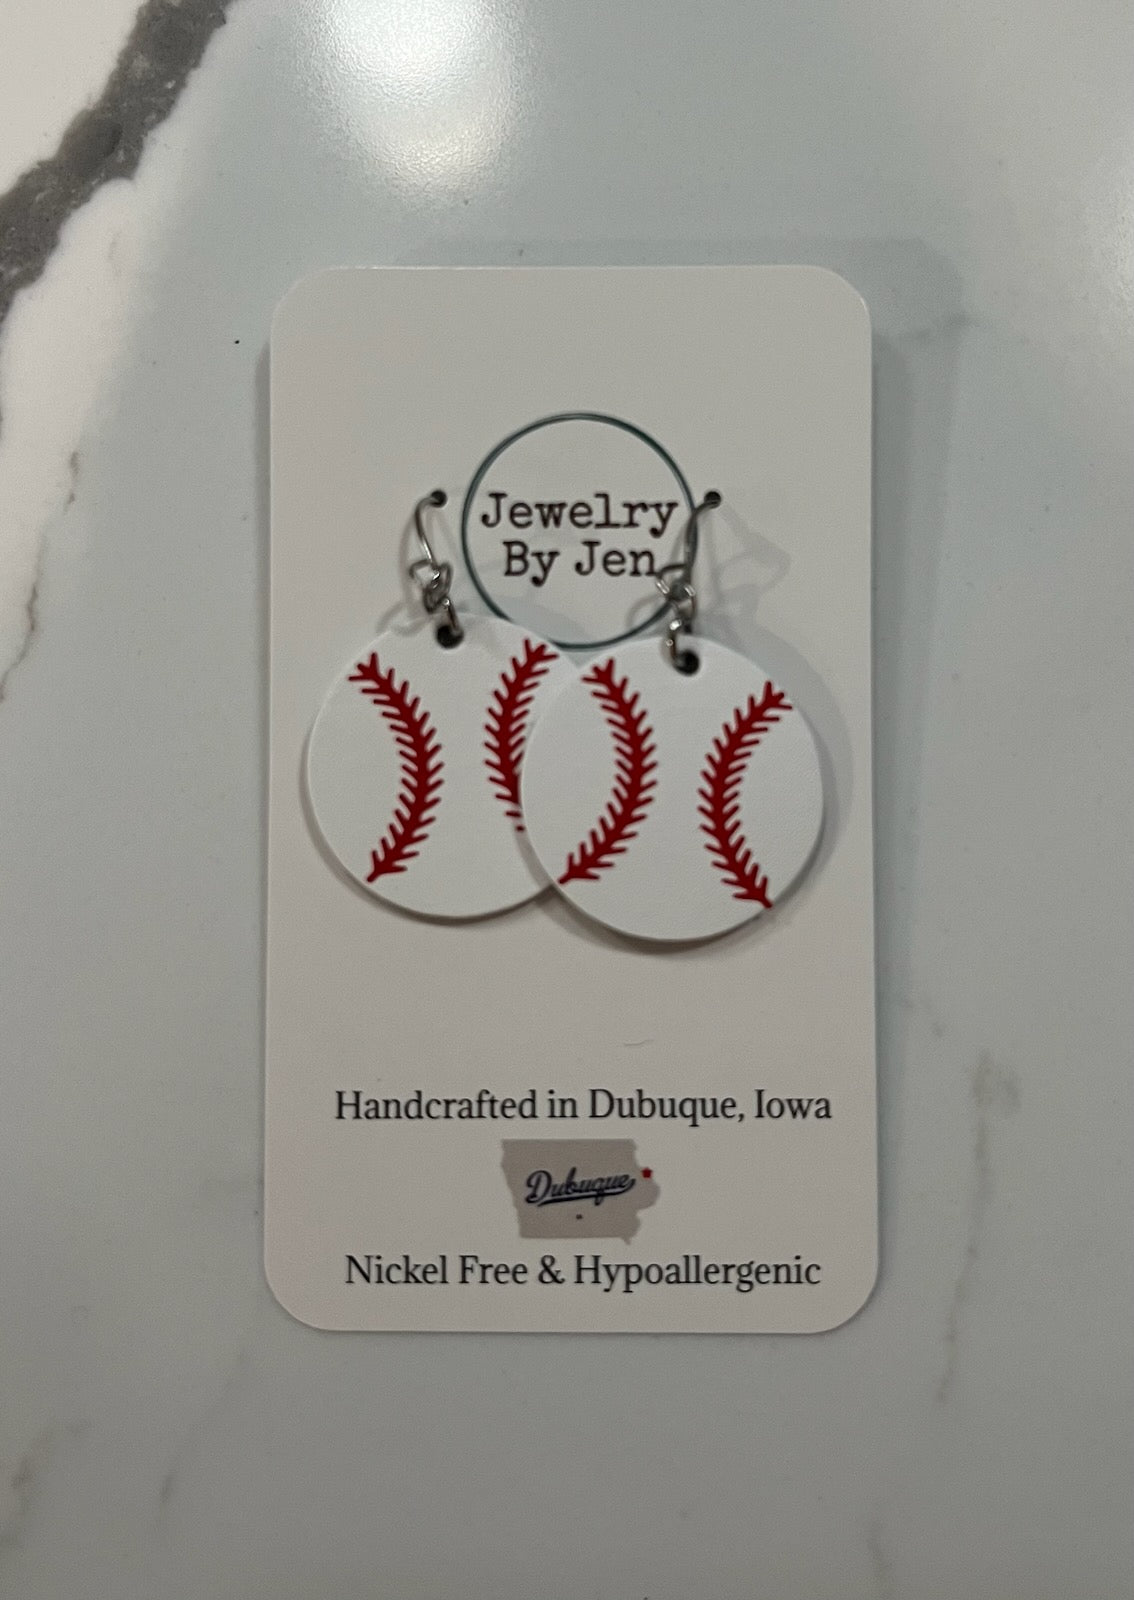 Jewelry
By Jen
Handcrafted in Dubuque, Iowa
Dubuque
Nickel Free & Hypoallergenic